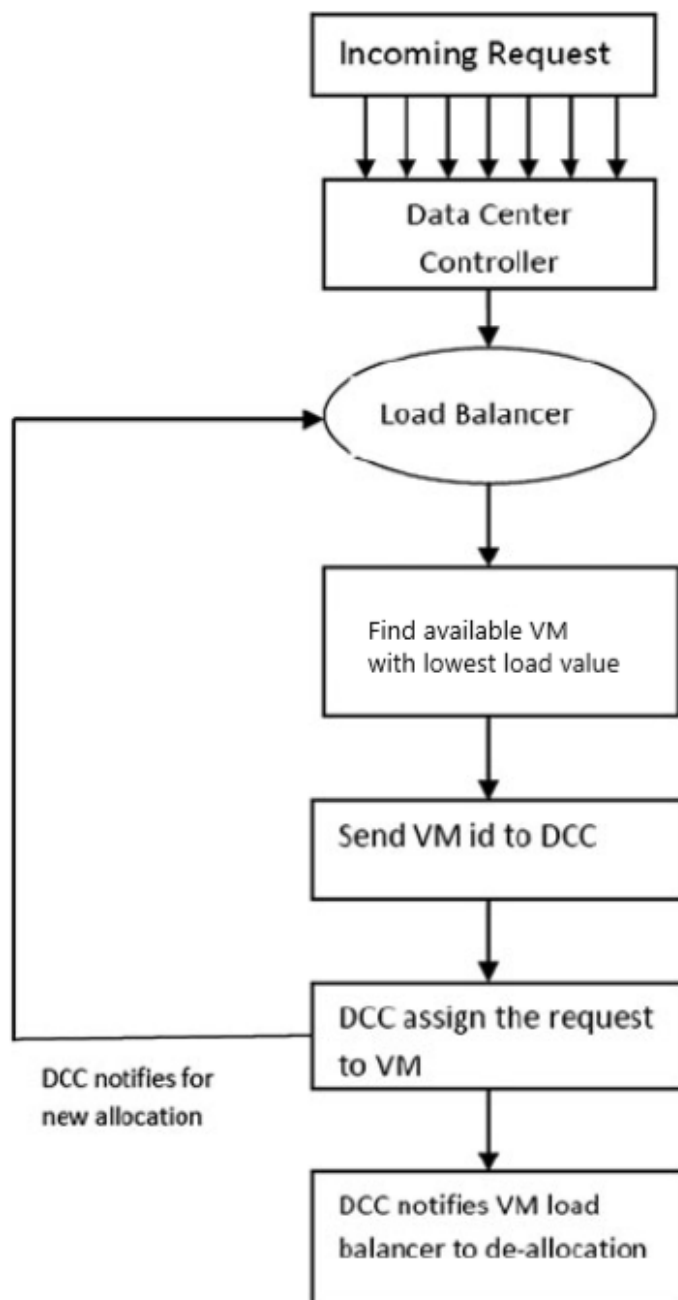 Incoming Request
Data Center
Controller
Load Balancer
Find available VM
with lowest load value
Send VM id to DCC
DCC assign the request
to VM
DCC notifies for
new allocation
DCC notifies VM load
balancer to de-allocation